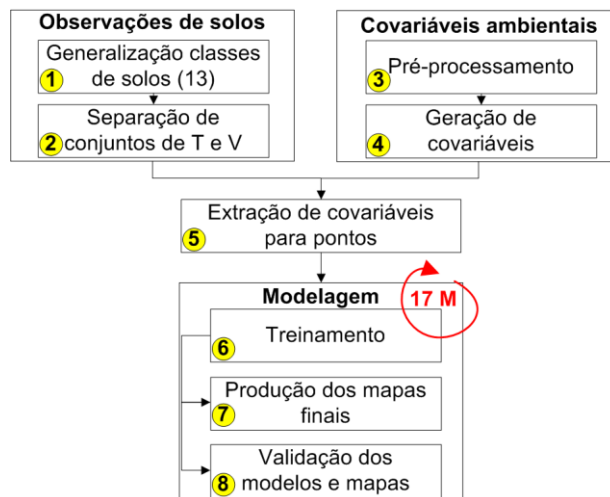 Observações de solos
Generalização classes
de solos (13)
1
Separação de
conjuntos de T e V
2
Covariáveis ambientais
Pré-processamento
3
Geração de
covariáveis
4
Extração de covariáveis
para pontos
5
Modelagem
17 M
Treinamento
6
Produção dos mapas
finais
7
Validação dos
modelos e mapas
8